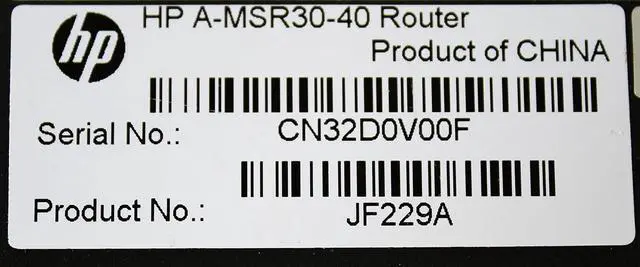 hp
HP A-MSR30-40 Router
Product of CHINA
Serial No.: CN32D0V00F
Product No.: JF229A